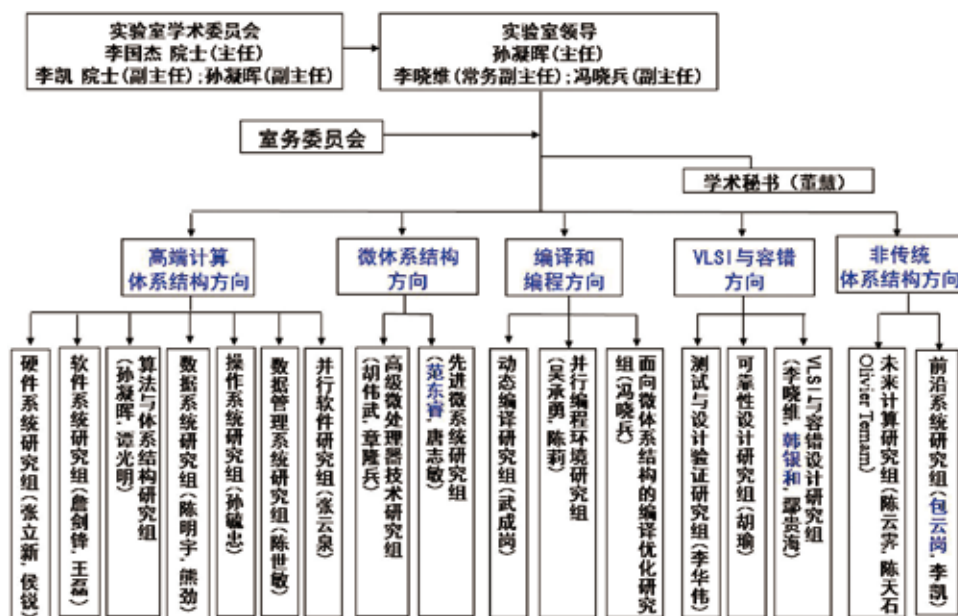 实验室学术委员会
李国杰 院士(主任)
李凯 院士(副主任);孙凝晖(副主任)
实验室领导
孙凝晖(主任)
李晓维(常务副主任);冯晓兵(副主任)
室务委员会
学术秘书（董慧）
高端计算
体系结构方向
微体系结构
方向
编译和
编程方向
VLSI与容错
方向
非传统
体系结构方向
硬件系统研究组(张立新, 侯锐)
软件系统研究组(詹剑锋, 王磊)
算法与体系结构研究组
(孙凝晖, 谭光明)
数据系统研究组(陈明宇, 熊劲)
操作系统研究组(孙毓忠)
数据管理系统研究组(陈世敏)
并行软件研究组(张云泉)
高级微处理器技术研究组
(胡伟武, 章隆兵)
先进微系统研究组
(范东睿, 唐志敏)
动态编译研究组(武成岗)
并行编程环境研究组
(吴承勇, 陈莉)
面向微体系结构的编译优化研究
组(冯晓兵)
测试与设计验证研究组(李华伟)
可靠性设计研究组(胡瑜)
VLSI与容错设计研究组
(李晓维, 韩银和, 鄢贵海)
未来计算研究组(陈云霁, 陈天石
Olivier Temam)
前沿系统研究组(包云岗, 李凯)